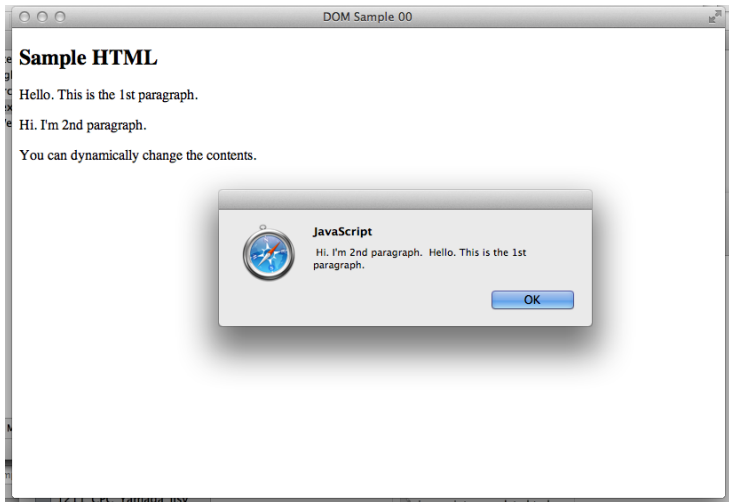 DOM Sample 00
Sample HTML
Hello. This is the 1st paragraph.
Hi. I'm 2nd paragraph.
You can dynamically change the contents.
JavaScript
Hi. I'm 2nd paragraph.  Hello. This is the 1st
paragraph.
OK